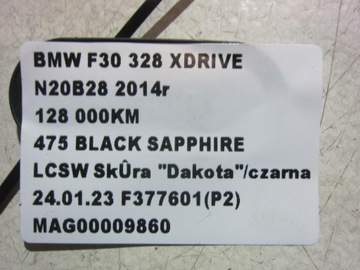 BMW F30 328 XDRIVE
N20B28 2014r
128 000KM
475 BLACK SAPPHIRE
LCSW SkÛra "Dakota"/czarna
24.01.23 F377601(P2)
MAG00009860